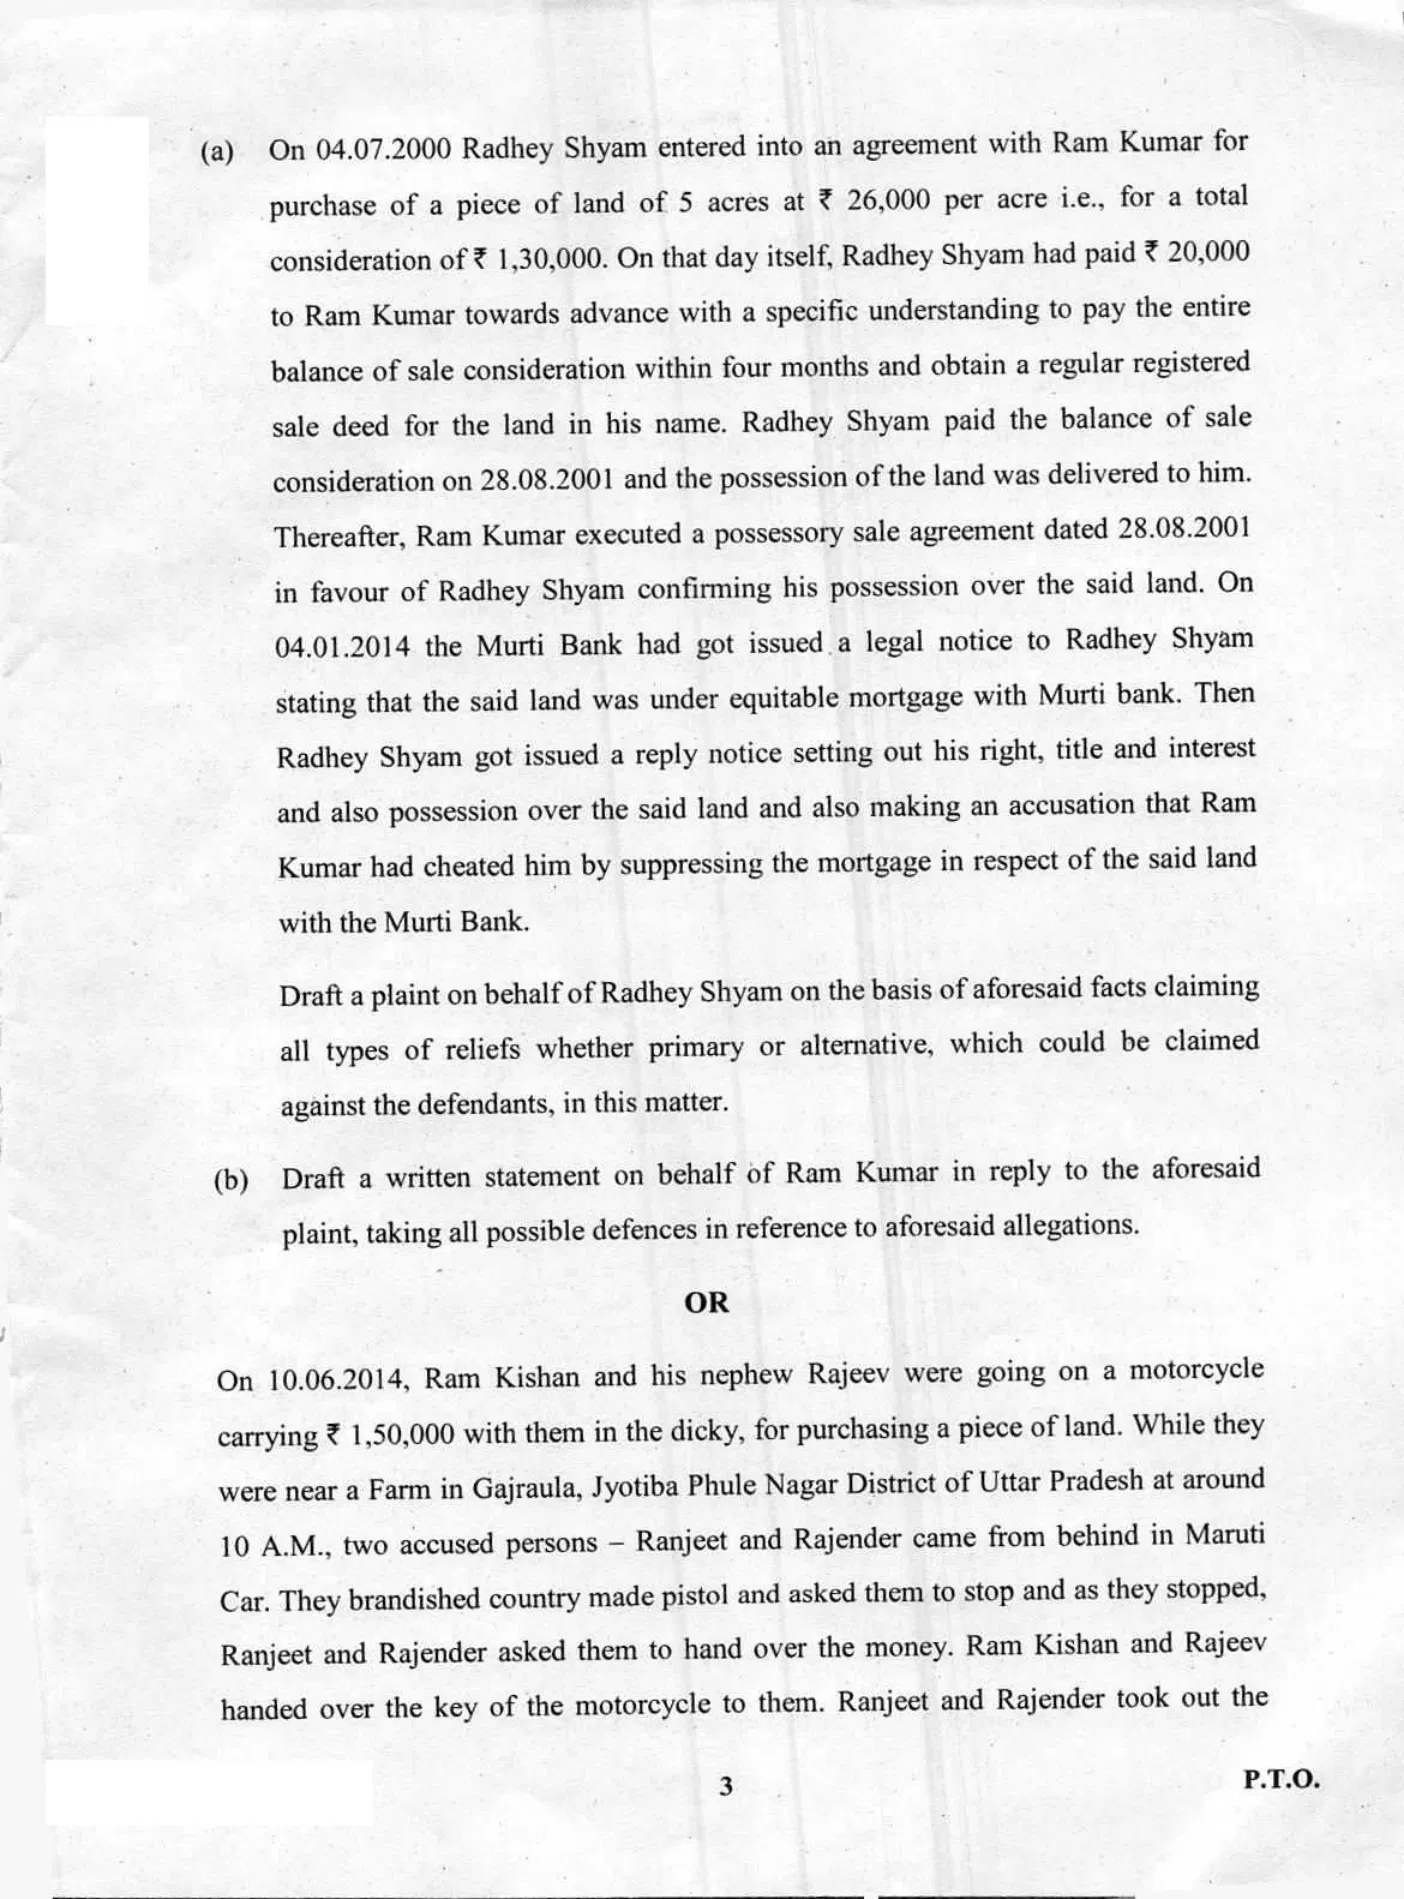 (a) On 04.07.2000 Radhey Shyam entered into an agreement with Ram Kumar for
purchase of a piece of land of 5 acres at ₹ 26,000 per acre i.e., for a total
consideration of ₹ 1,30,000. On that day itself, Radhey Shyam had paid ₹ 20,000
to Ram Kumar towards advance with a specific understanding to pay the entire
balance of sale consideration within four months and obtain a regular registered
sale deed for the land in his name. Radhey Shyam paid the balance of sale
consideration on 28.08.2001 and the possession of the land was delivered to him.
Thereafter, Ram Kumar executed a possessory sale agreement dated 28.08.2001
in favour of Radhey Shyam confirming his possession over the said land. On
04.01.2014 the Murti Bank had got issued a legal notice to Radhey Shyam
stating that the said land was under equitable mortgage with Murti bank. Then
Radhey Shyam got issued a reply notice setting out his right, title and interest
and also possession over the said land and also making an accusation that Ram
Kumar had cheated him by suppressing the mortgage in respect of the said land
with the Murti Bank.
Draft a plaint on behalf of Radhey Shyam on the basis of aforesaid facts claiming
all types of reliefs whether primary or alternative, which could be claimed
against the defendants, in this matter.
(b) Draft a written statement on behalf of Ram Kumar in reply to the aforesaid
plaint, taking all possible defences in reference to aforesaid allegations.
OR
On 10.06.2014, Ram Kishan and his nephew Rajeev were going on a motorcycle
carrying ₹ 1,50,000 with them in the dicky, for purchasing a piece of land. While they
were near a Farm in Gajraula, Jyotiba Phule Nagar District of Uttar Pradesh at around
10 A.M., two accused persons – Ranjeet and Rajender came from behind in Maruti
Car. They brandished country made pistol and asked them to stop and as they stopped,
Ranjeet and Rajender asked them to hand over the money. Ram Kishan and Rajeev
handed over the key of the motorcycle to them. Ranjeet and Rajender took out the
3
P.T.O.